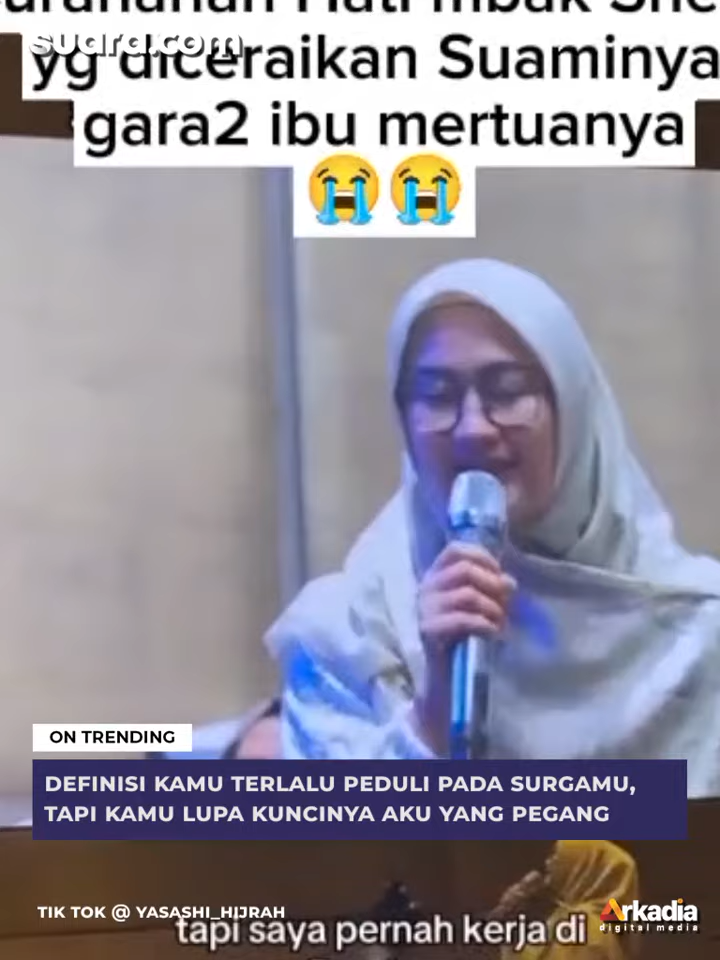 suara.com
yg diceraikan Suaminya
gara2 ibu mertuanya
😭😭
ON TRENDING
DEFINISI KAMU TERLALU PEDULI PADA SURGAMU,
TAPI KAMU LUPA KUNCINYA AKU YANG PEGANG
TIK TOK @ YASASHI_HIJRAH
Arkadia
digital media
tapi saya pernah kerja di